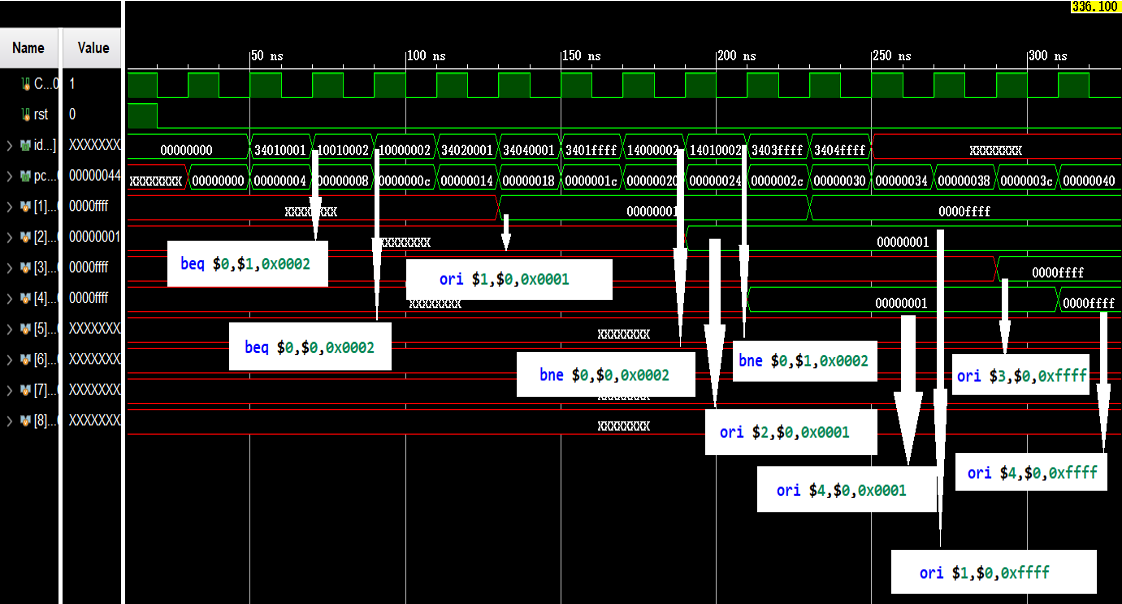 336.100
Name Value
50 ns 100 ns 150 ns 200 ns 250 ns 300 ns
C...0 1
rst 0
id...] XXXXXXX 00000000 34010001 10010002 10000002 34020001 34040001 3401ffff 14000002 14010002 3403ffff 3404ffff XXXXXXXX
pc... 00000044 XXXXXXXX 00000000 00000004 00000008 0000000c 00000014 00000018 0000001c 00000020 00000024 0000002c 00000030 00000034 00000038 0000003c 00000040
[1]... 0000ffff 00000001 0000ffff
[2]... 00000001 00000001
[3]... 0000ffff 0000ffff
[4]... 0000ffff XXXXXXXX 00000001 0000ffff
[5]... XXXXXXX XXXXXXXX
[6]... XXXXXXX
[7]... XXXXXXX XXXXXXXX
[8]... XXXXXXX XXXXXXXX
beq $0,$1,0x0002
ori $1,$0,0x0001
beq $0,$0,0x0002
bne $0,$0,0x0002
bne $0,$1,0x0002
ori $3,$0,0xffff
ori $2,$0,0x0001
ori $4,$0,0xffff
ori $4,$0,0x0001
ori $1,$0,0xffff